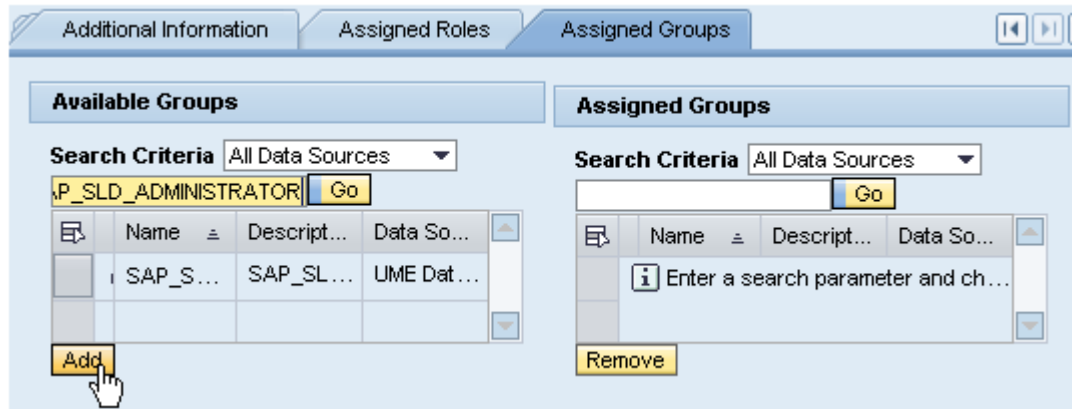 Additional Information Assigned Roles Assigned Groups
Available Groups
Search Criteria All Data Sources
P_SLD_ADMINISTRATOR Go
Name Descript... Data So...
SAP_S... SAP_SL... UME Dat...
Add
Assigned Groups
Search Criteria All Data Sources
Go
Name Descript... Data So...
Enter a search parameter and ch...
Remove